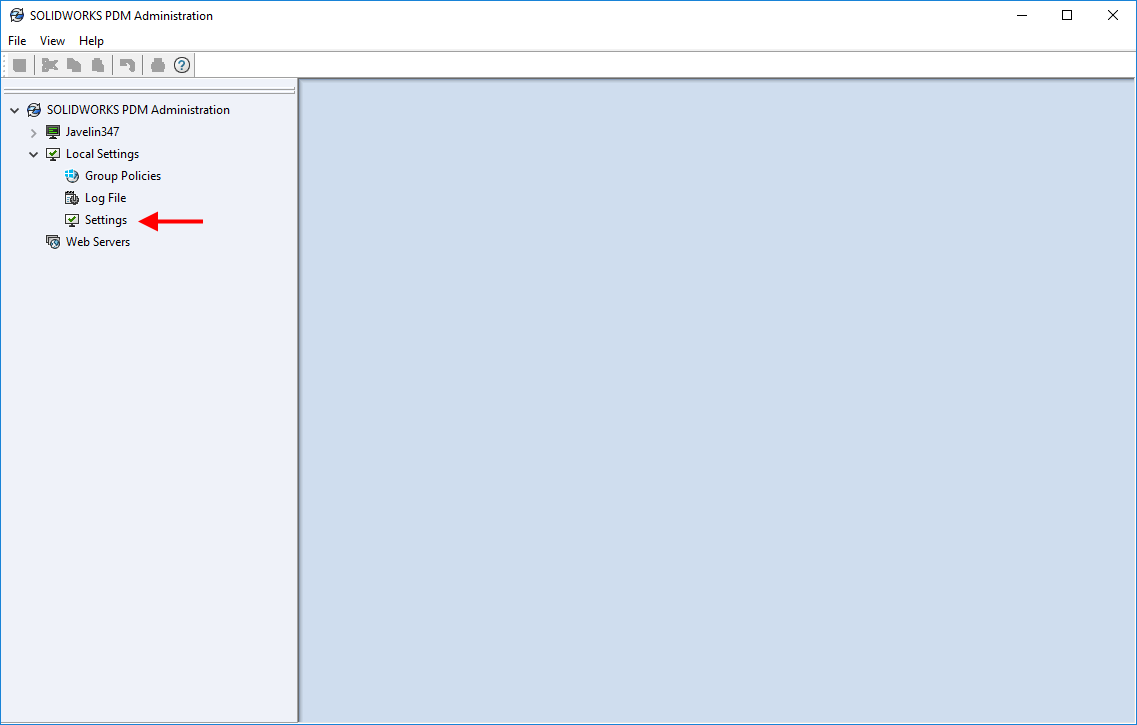 SOLIDWORKS PDM Administration
File View Help
SOLIDWORKS PDM Administration
Javelin347
Local Settings
Group Policies
Log File
Settings
Web Servers